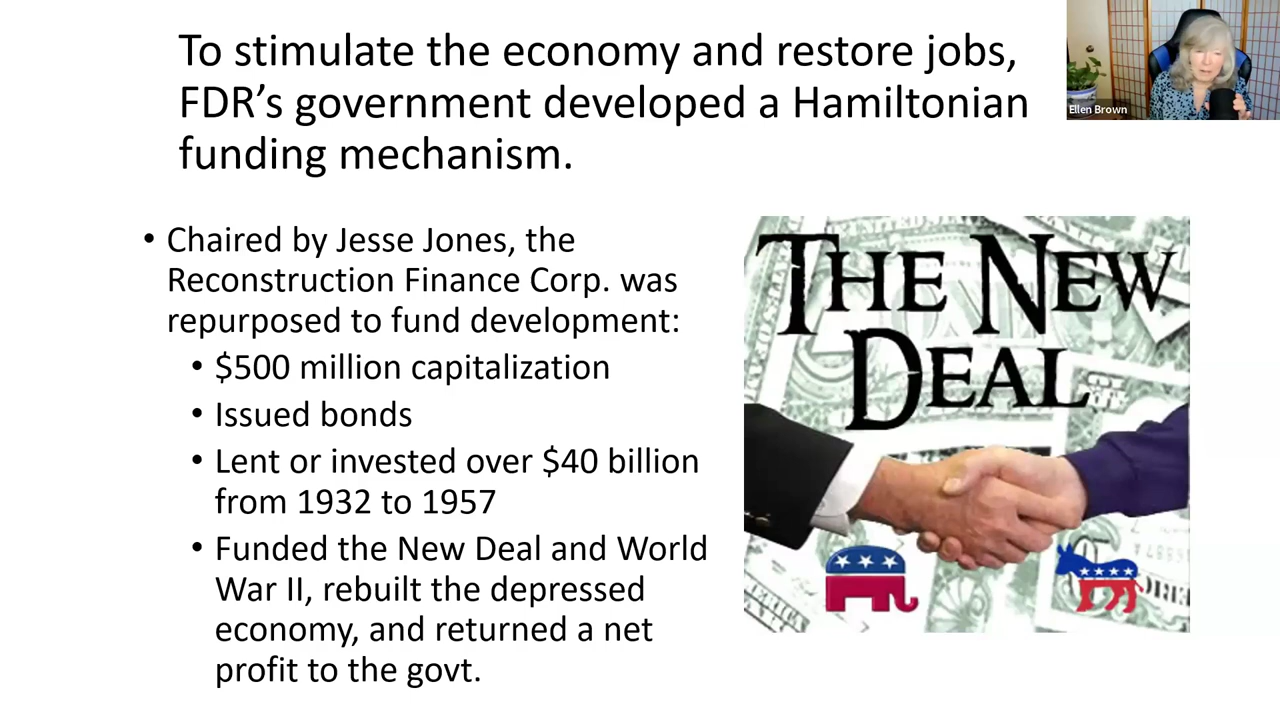 To stimulate the economy and restore jobs,
FDR’s government developed a Hamiltonian
funding mechanism.
Ellen Brown
• Chaired by Jesse Jones, the
Reconstruction Finance Corp. was
repurposed to fund development:
• $500 million capitalization
• Issued bonds
• Lent or invested over $40 billion
from 1932 to 1957
• Funded the New Deal and World
War II, rebuilt the depressed
economy, and returned a net
profit to the govt.
THE NEW
DEAL